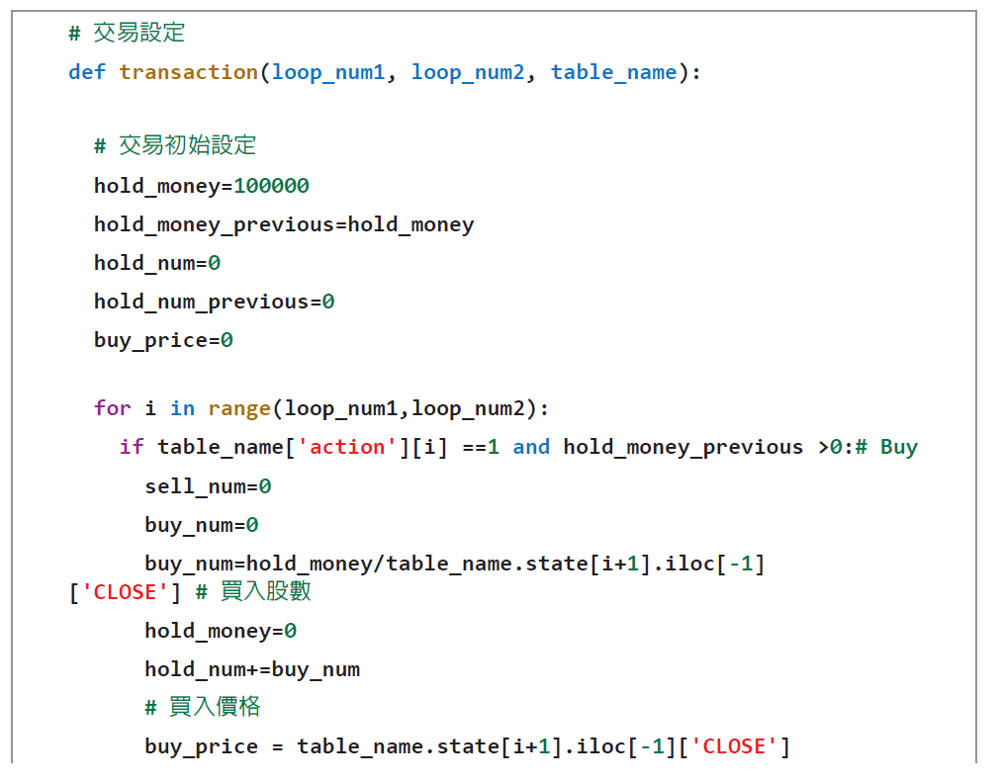 # 交易設定
def transaction(loop_num1, loop_num2, table_name):
# 交易初始設定
hold_money=100000
hold_money_previous=hold_money
hold_num=0
hold_num_previous=0
buy_price=0
for i in range(loop_num1,loop_num2):
if table_name['action'][i] ==1 and hold_money_previous >0:# Buy
sell_num=0
buy_num=0
buy_num=hold_money/table_name.state[i+1].iloc[-1]
['CLOSE'] # 買入股數
hold_money=0
hold_num+=buy_num
# 買入價格
buy_price = table_name.state[i+1].iloc[-1]['CLOSE']